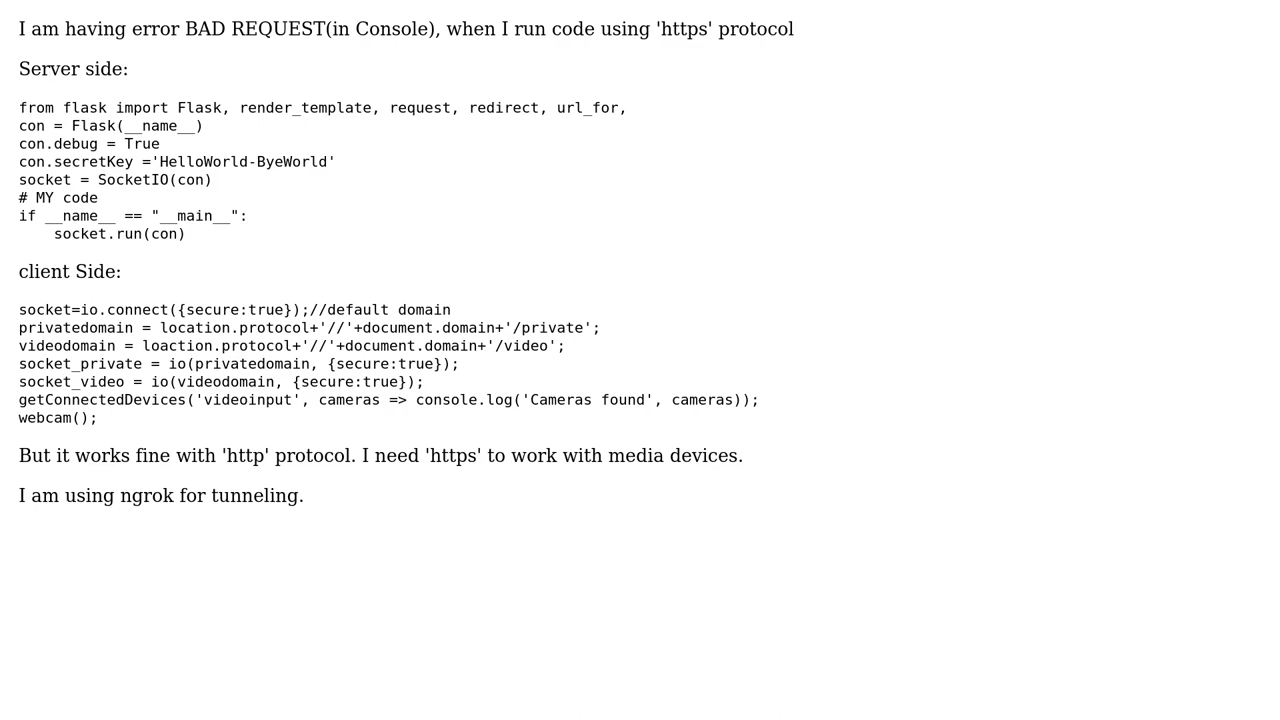 I am having error BAD REQUEST(in Console), when I run code using 'https' protocol
Server side:
from flask import Flask, render_template, request, redirect, url_for,
con = Flask(__name__)
con.debug = True
con.secretKey ='HelloWorld-ByeWorld'
socket = SocketIO(con)
# MY code
if __name__ == "__main__":
    socket.run(con)
client Side:
socket=io.connect({secure:true});//default domain
privatedomain = location.protocol+'//'+document.domain+'/private';
videodomain = loaction.protocol+'//'+document.domain+'/video';
socket_private = io(privatedomain, {secure:true});
socket_video = io(videodomain, {secure:true});
getConnectedDevices('videoinput', cameras => console.log('Cameras found', cameras));
webcam();
But it works fine with 'http' protocol. I need 'https' to work with media devices.
I am using ngrok for tunneling.